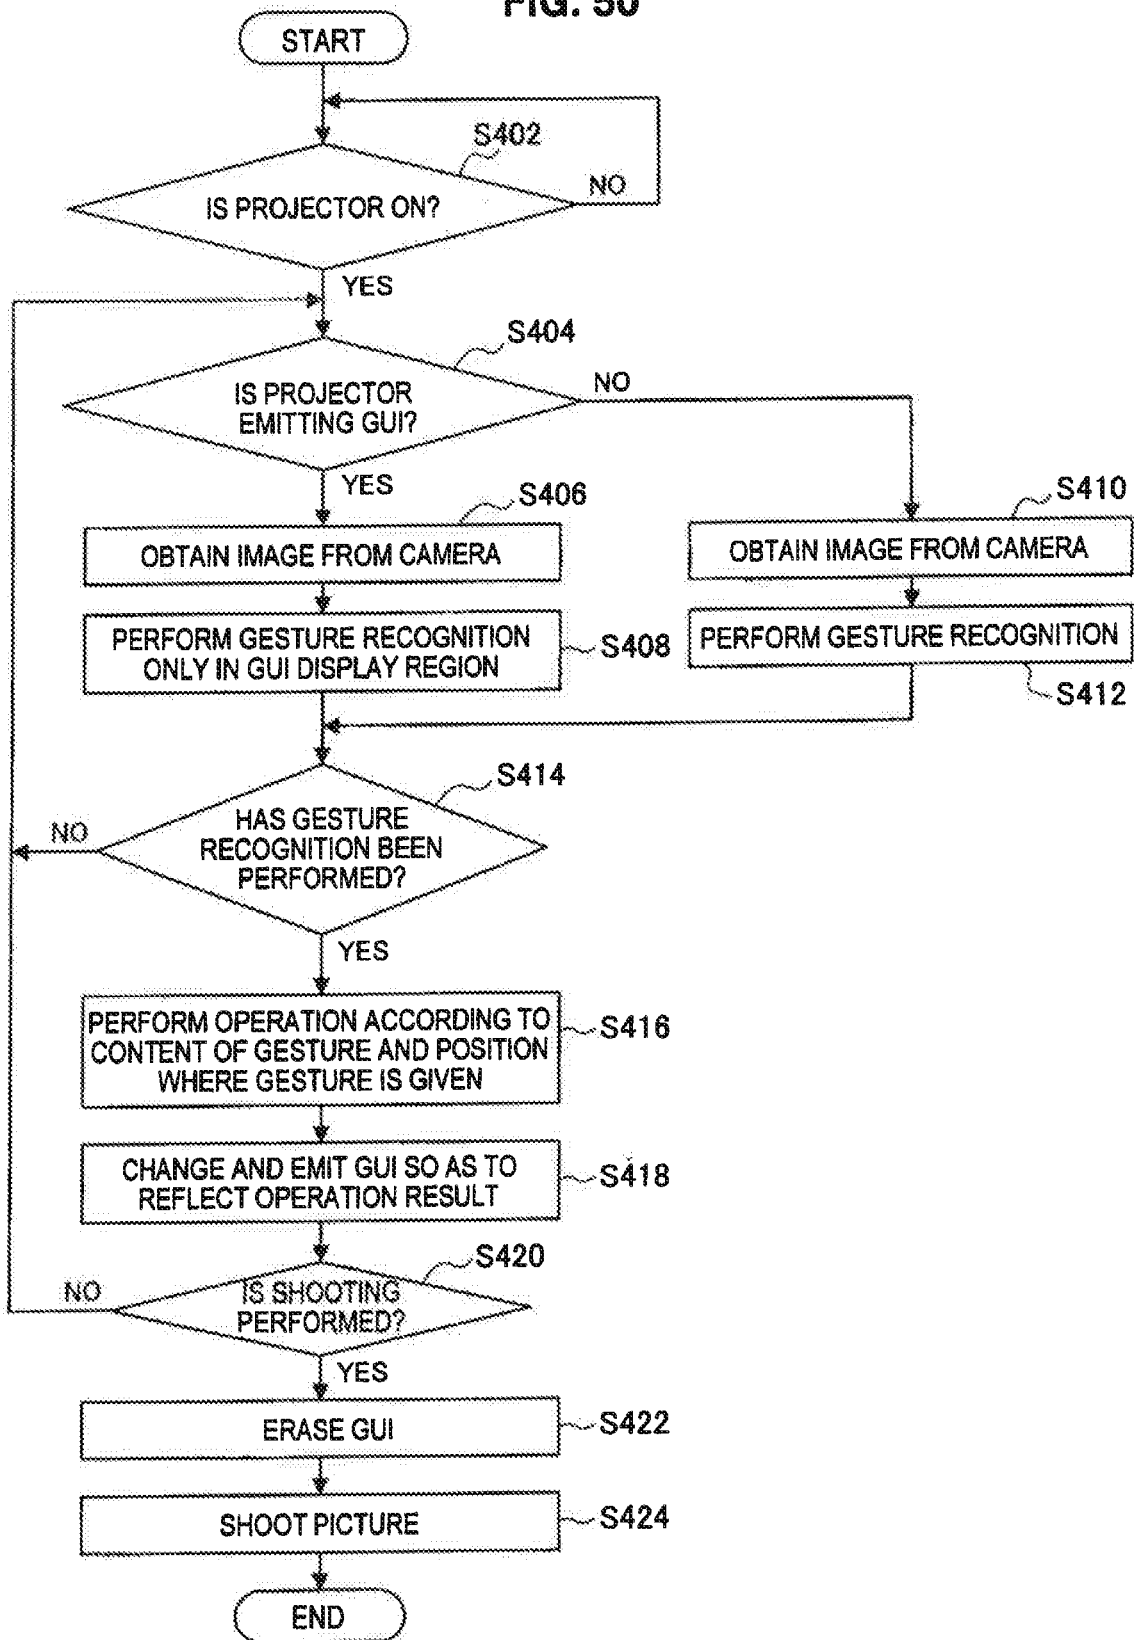 FIG. 50
START
S402
IS PROJECTOR ON?
NO
YES
S404
IS PROJECTOR
EMITTING GUI?
NO
YES
S406
OBTAIN IMAGE FROM CAMERA
S410
OBTAIN IMAGE FROM CAMERA
PERFORM GESTURE RECOGNITION
ONLY IN GUI DISPLAY REGION
S408
PERFORM GESTURE RECOGNITION
S412
S414
HAS GESTURE
RECOGNITION BEEN
PERFORMED?
NO
YES
PERFORM OPERATION ACCORDING TO
CONTENT OF GESTURE AND POSITION
WHERE GESTURE IS GIVEN
S416
CHANGE AND EMIT GUI SO AS TO
REFLECT OPERATION RESULT
S418
S420
IS SHOOTING
PERFORMED?
NO
YES
ERASE GUI
S422
SHOOT PICTURE
S424
END